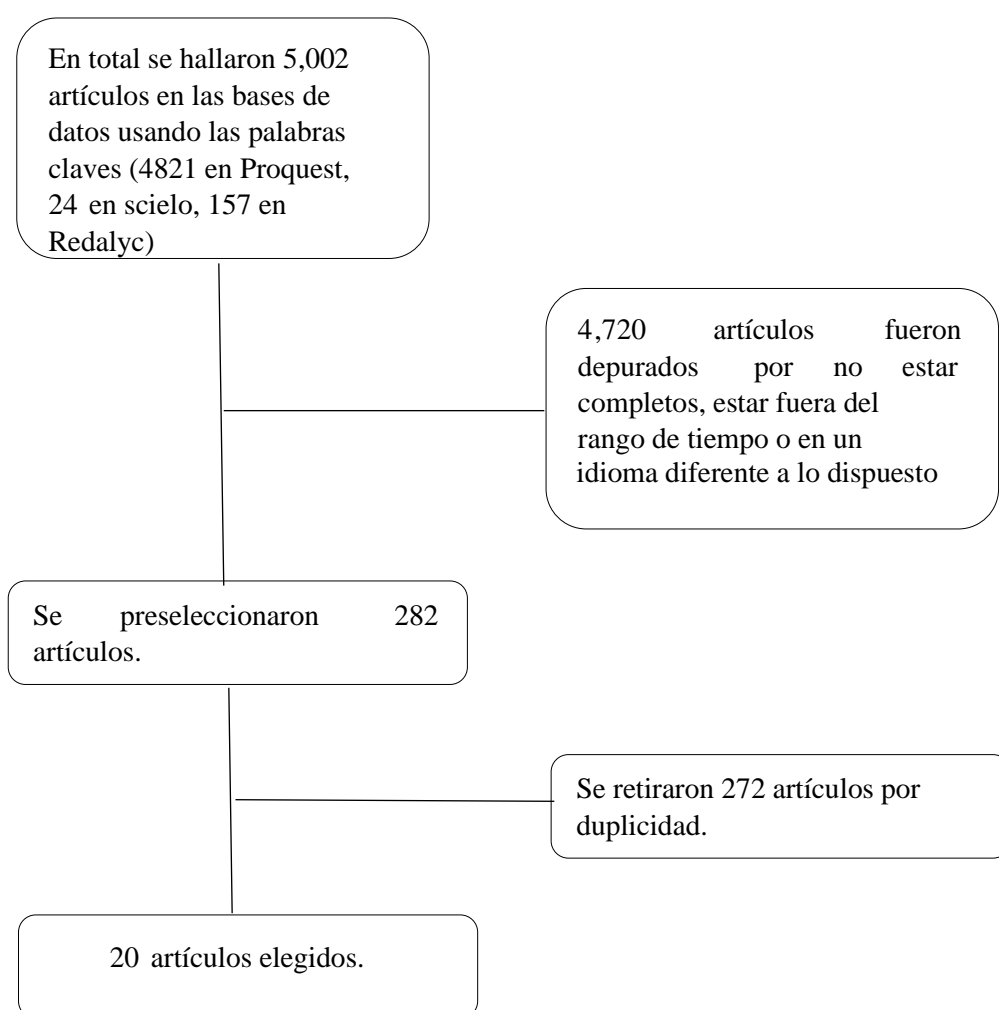 En total se hallaron 5,002
artículos en las bases de
datos usando las palabras
claves (4821 en Proquest,
24 en scielo, 157 en
Redalyc)
4,720 artículos fueron
depurados por no estar
completos, estar fuera del
rango de tiempo o en un
idioma diferente a lo dispuesto
Se preseleccionaron 282
artículos.
Se retiraron 272 artículos por
duplicidad.
20 artículos elegidos.